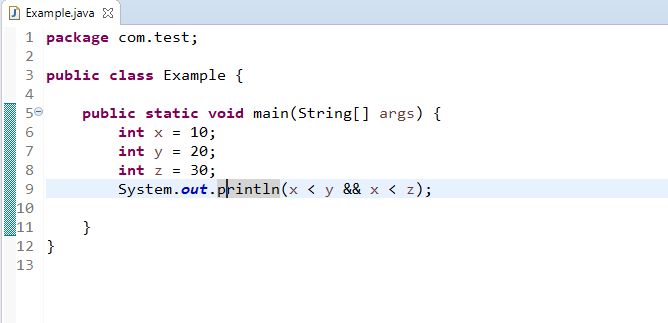 Example.java
1 package com.test;
2
3 public class Example {
4
5 public static void main(String[] args) {
6 int x = 10;
7 int y = 20;
8 int z = 30;
9 System.out.println(x < y && x < z);
10
11 }
12 }
13